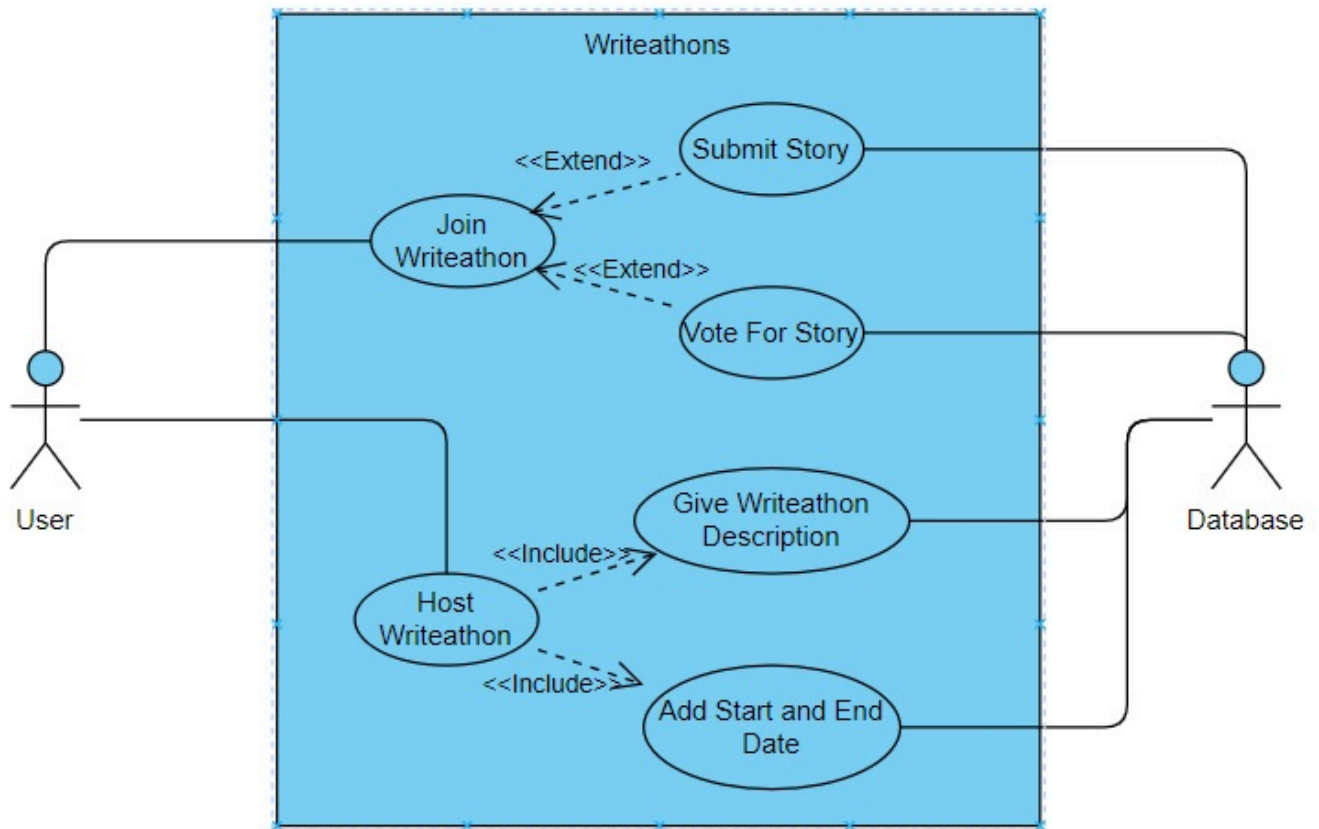 Writeathons
Submit Story
<<Extend>>
Join
Writeathon
<<Extend>>
Vote For Story
User
Database
Give Writeathon
Description
<<Include>>
Host
Writeathon
<<Include>>
Add Start and End
Date